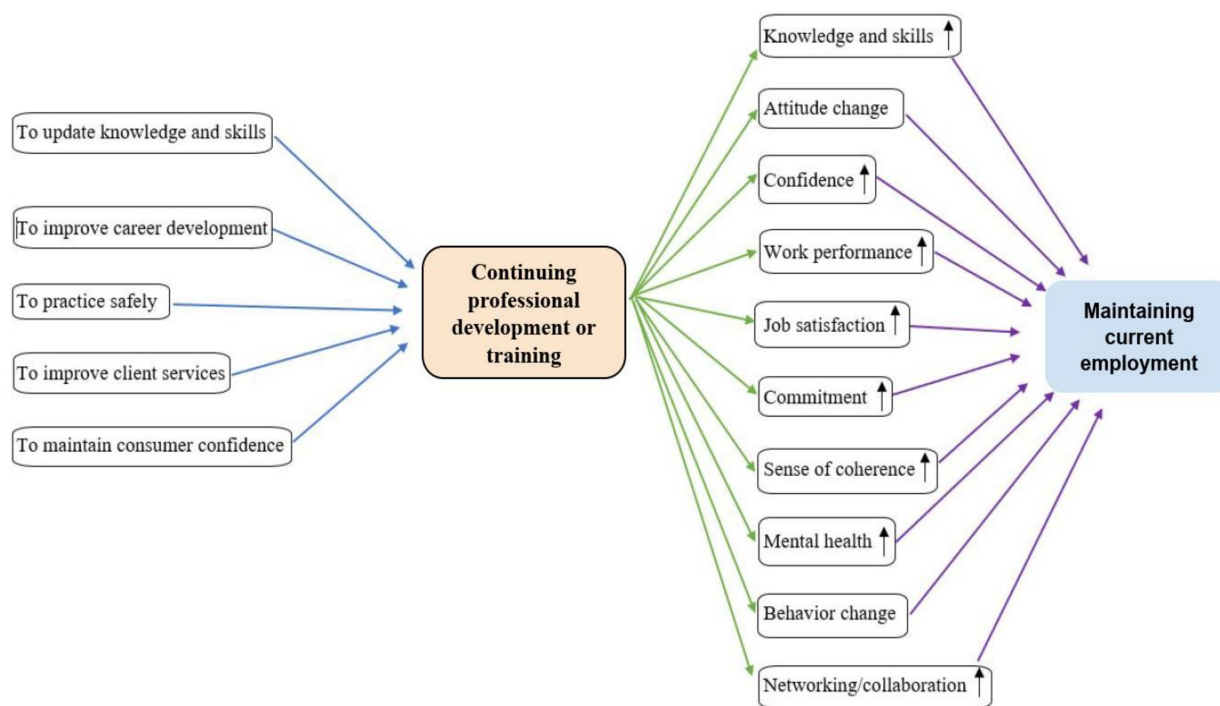 To update knowledge and skills
To improve career development
To practice safely
To improve client services
To maintain consumer confidence
Continuing
professional
development or
training
Knowledge and skills
Attitude change
Confidence
Work performance
Job satisfaction
Commitment
Sense of coherence
Mental health
Behavior change
Networking/collaboration
Maintaining
current
employment